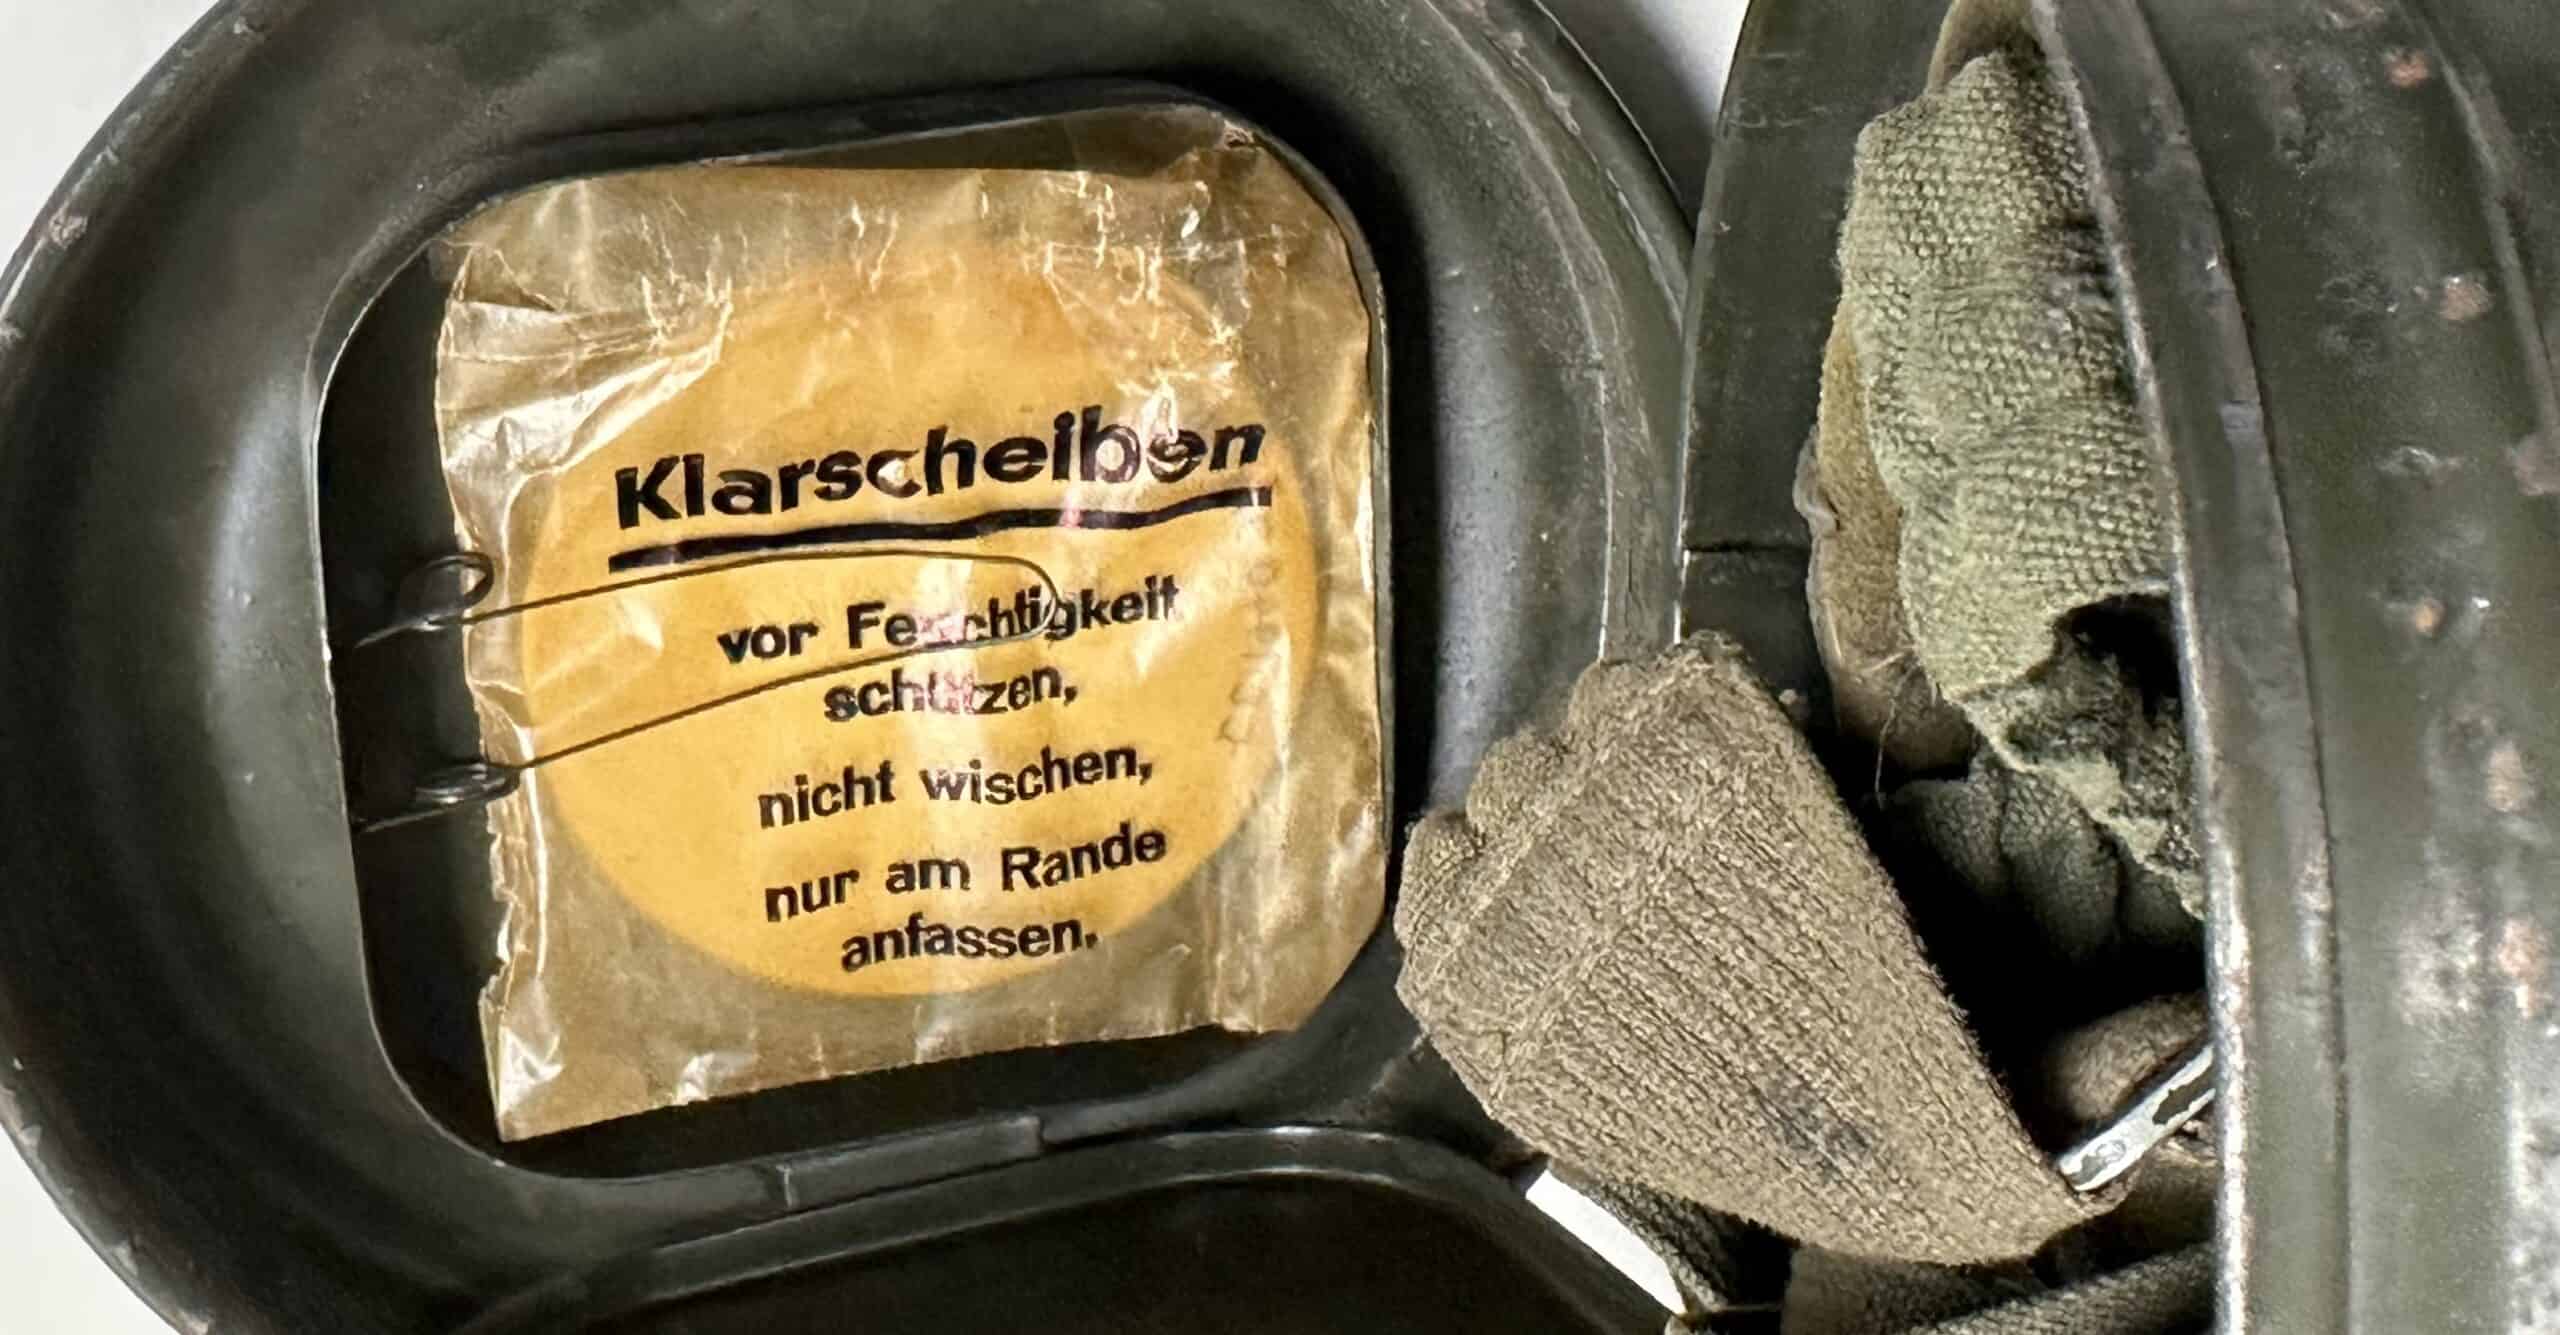 Klarscheiben
vor Feuchtigkeit
schützen,
nicht wischen,
nur am Rande
anfassen.